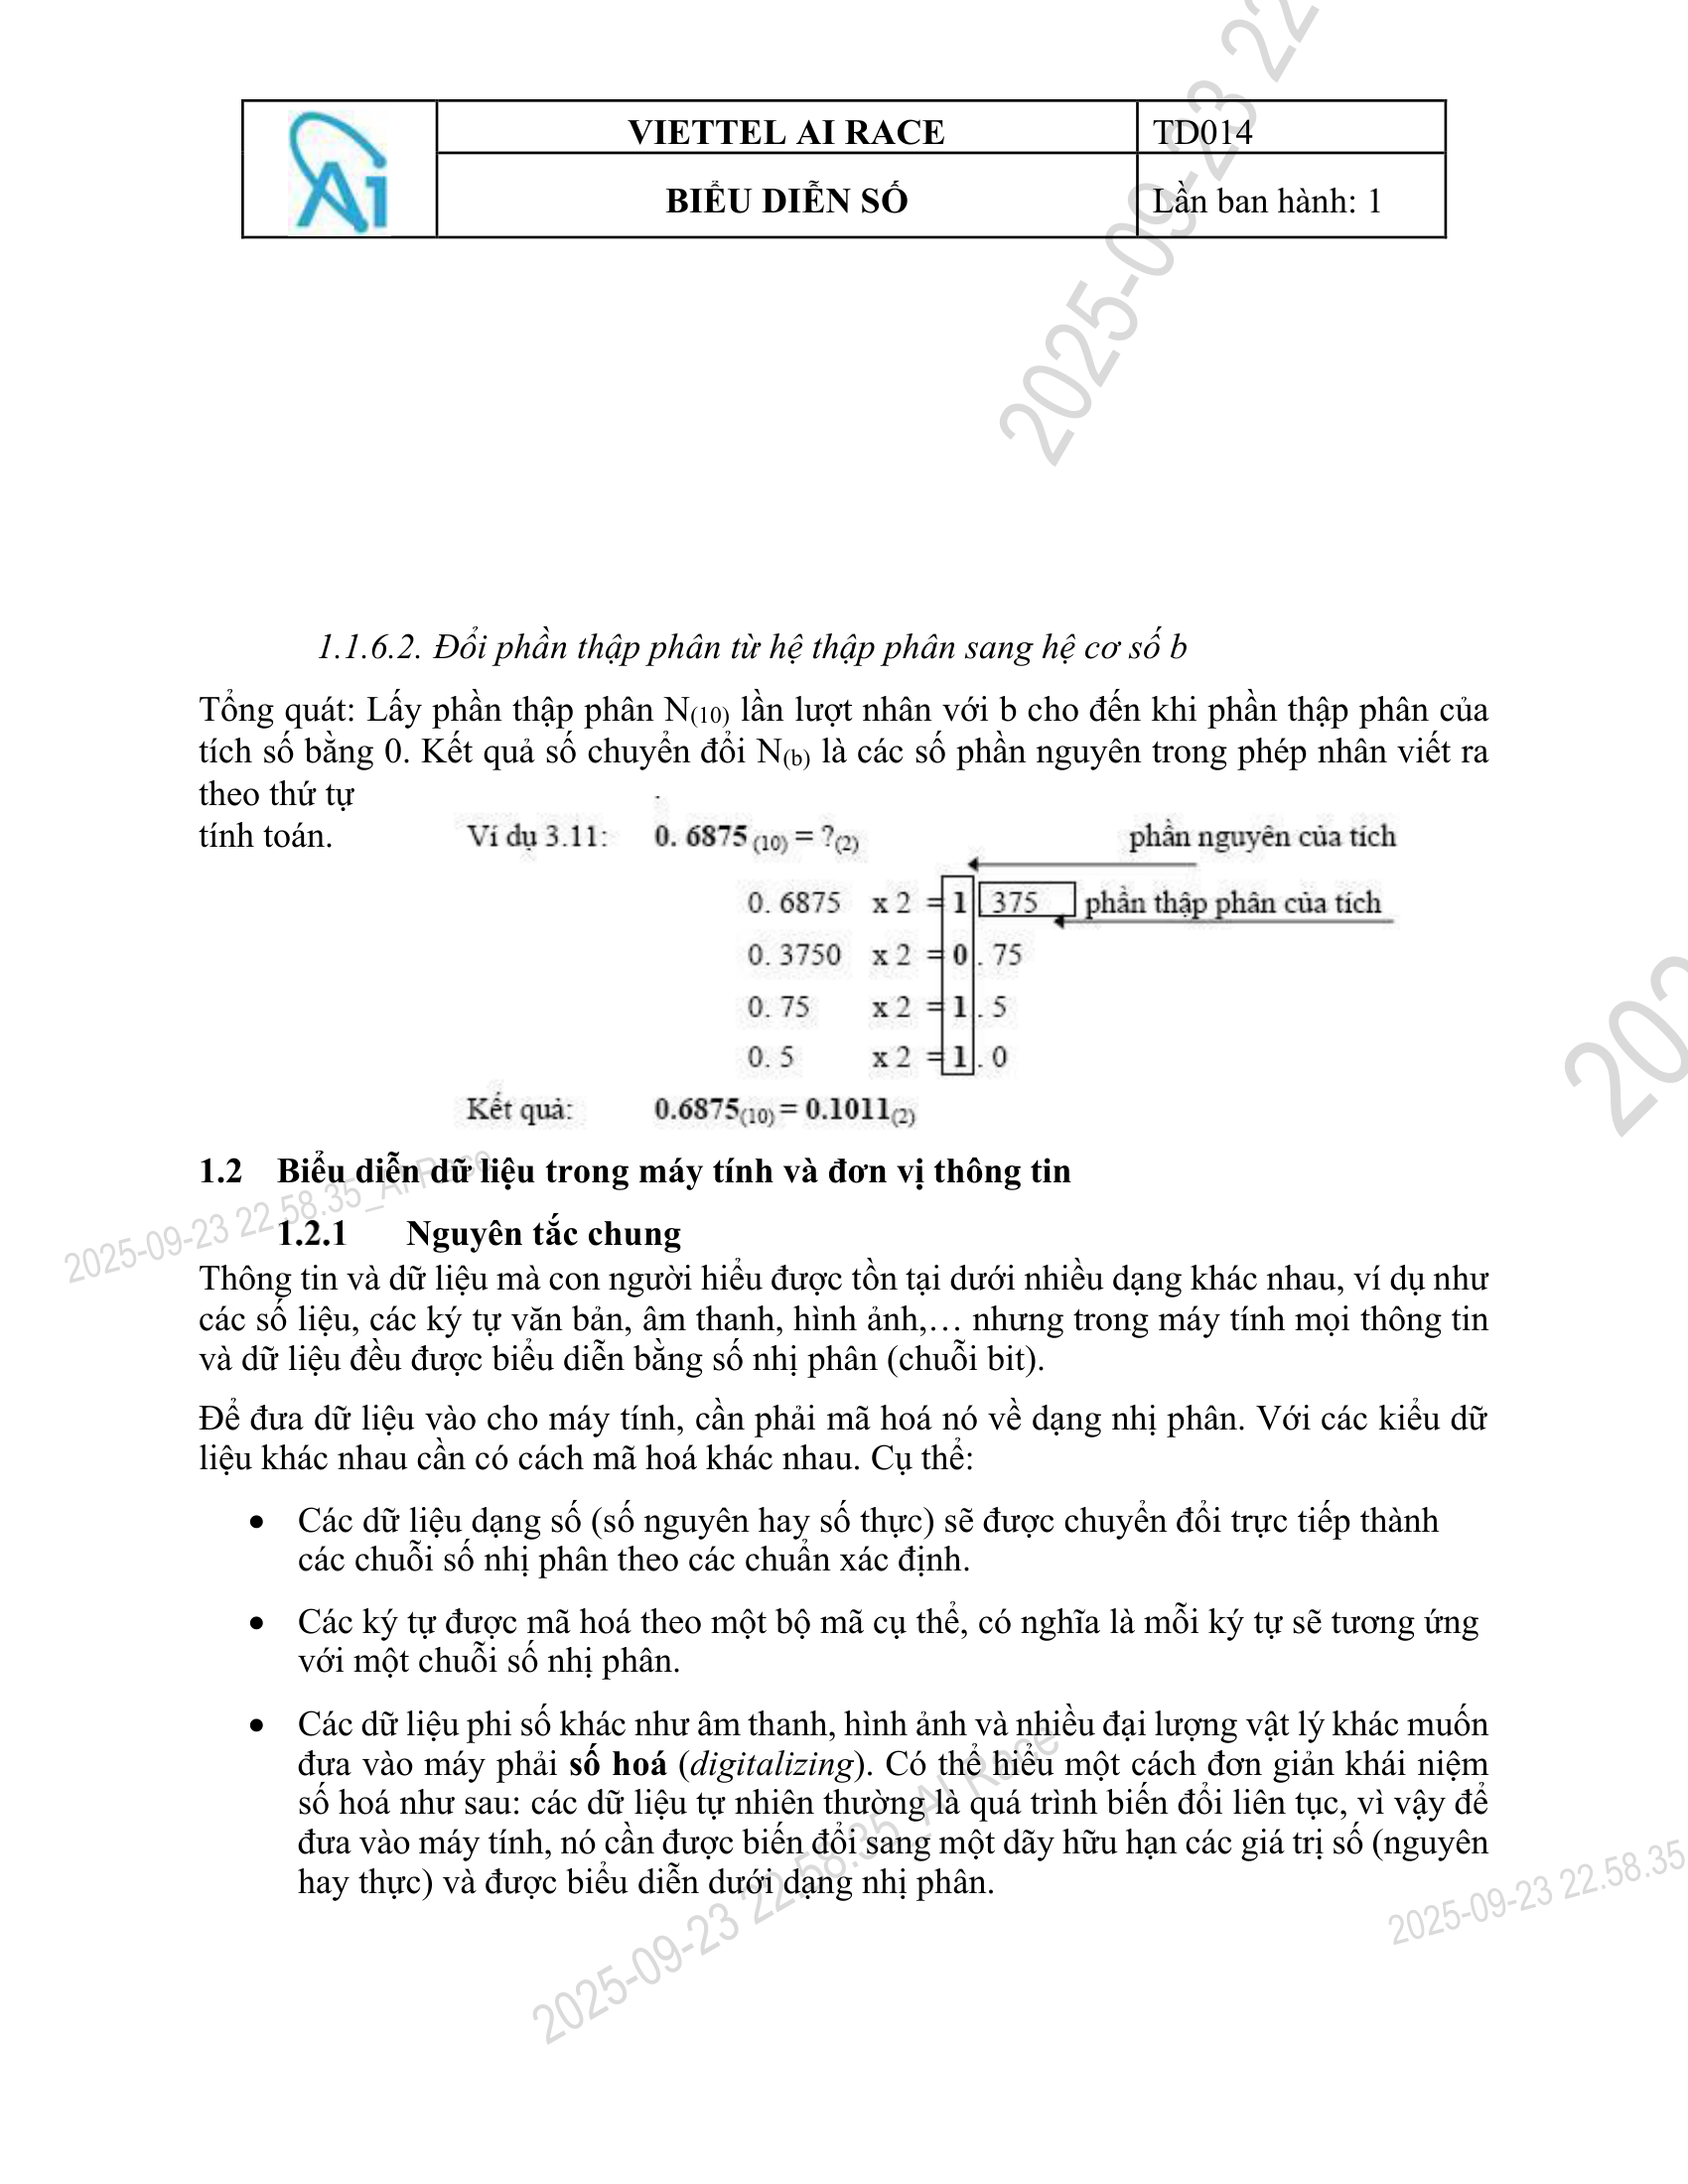 VIETTEL AI RACE
TD014
BIỂU DIỄN SỐ
Lần ban hành: 1
1.1.6.2. Đổi phần thập phân từ hệ thập phân sang hệ cơ số b
Tổng quát: Lấy phần thập phân N(10) lần lượt nhân với b cho đến khi phần thập phân của
tích số bằng 0. Kết quả số chuyển đổi N(b) là các số phần nguyên trong phép nhân viết ra
theo thứ tự
tính toán.
Ví dụ 3.11: 0. 6875 (10) = ?(2) phần nguyên của tích
0. 6875 x 2 = 1 . 375 phần thập phân của tích
0. 3750 x 2 = 0 . 75
0. 75 x 2 = 1 . 5
0. 5 x 2 = 1 . 0
Kết quả: 0.6875(10) = 0.1011(2)
1.2 Biểu diễn dữ liệu trong máy tính và đơn vị thông tin
1.2.1 Nguyên tắc chung
Thông tin và dữ liệu mà con người hiểu được tồn tại dưới nhiều dạng khác nhau, ví dụ như
các số liệu, các ký tự văn bản, âm thanh, hình ảnh,… nhưng trong máy tính mọi thông tin
và dữ liệu đều được biểu diễn bằng số nhị phân (chuỗi bit).
Để đưa dữ liệu vào cho máy tính, cần phải mã hoá nó về dạng nhị phân. Với các kiểu dữ
liệu khác nhau cần có cách mã hoá khác nhau. Cụ thể:
• Các dữ liệu dạng số (số nguyên hay số thực) sẽ được chuyển đổi trực tiếp thành
các chuỗi số nhị phân theo các chuẩn xác định.
• Các ký tự được mã hoá theo một bộ mã cụ thể, có nghĩa là mỗi ký tự sẽ tương ứng
với một chuỗi số nhị phân.
• Các dữ liệu phi số khác như âm thanh, hình ảnh và nhiều đại lượng vật lý khác muốn
đưa vào máy phải số hoá (digitalizing). Có thể hiểu một cách đơn giản khái niệm
số hoá như sau: các dữ liệu tự nhiên thường là quá trình biến đổi liên tục, vì vậy để
đưa vào máy tính, nó cần được biến đổi sang một dãy hữu hạn các giá trị số (nguyên
hay thực) và được biểu diễn dưới dạng nhị phân.
2025-09-23 22
202
2025-09-23 22.58.35_AI Race
2025-09-23 22.58.35_AI Race
2025-09-23 22.58.35